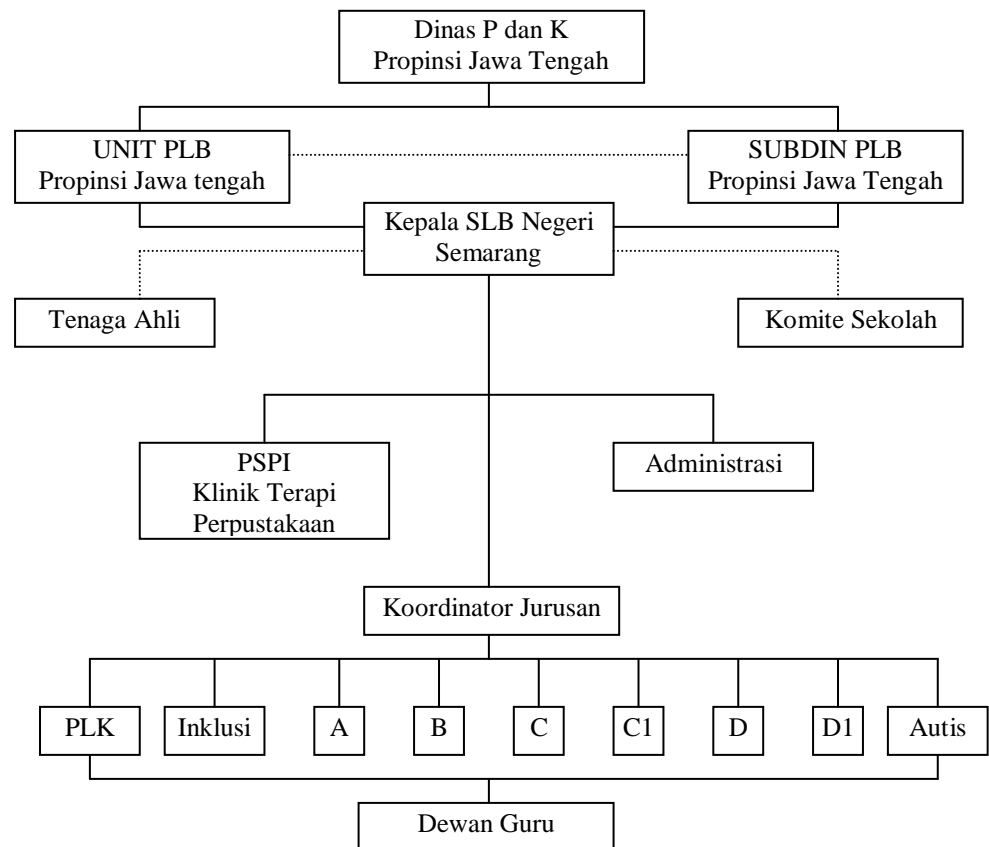 Dinas P dan K
Propinsi Jawa Tengah
UNIT PLB
Propinsi Jawa tengah
SUBDIN PLB
Propinsi Jawa Tengah
Kepala SLB Negeri
Semarang
Tenaga Ahli
Komite Sekolah
PSPI
Klinik Terapi
Perpustakaan
Administrasi
Koordinator Jurusan
PLK
Inklusi
A
B
C
C1
D
D1
Autis
Dewan Guru